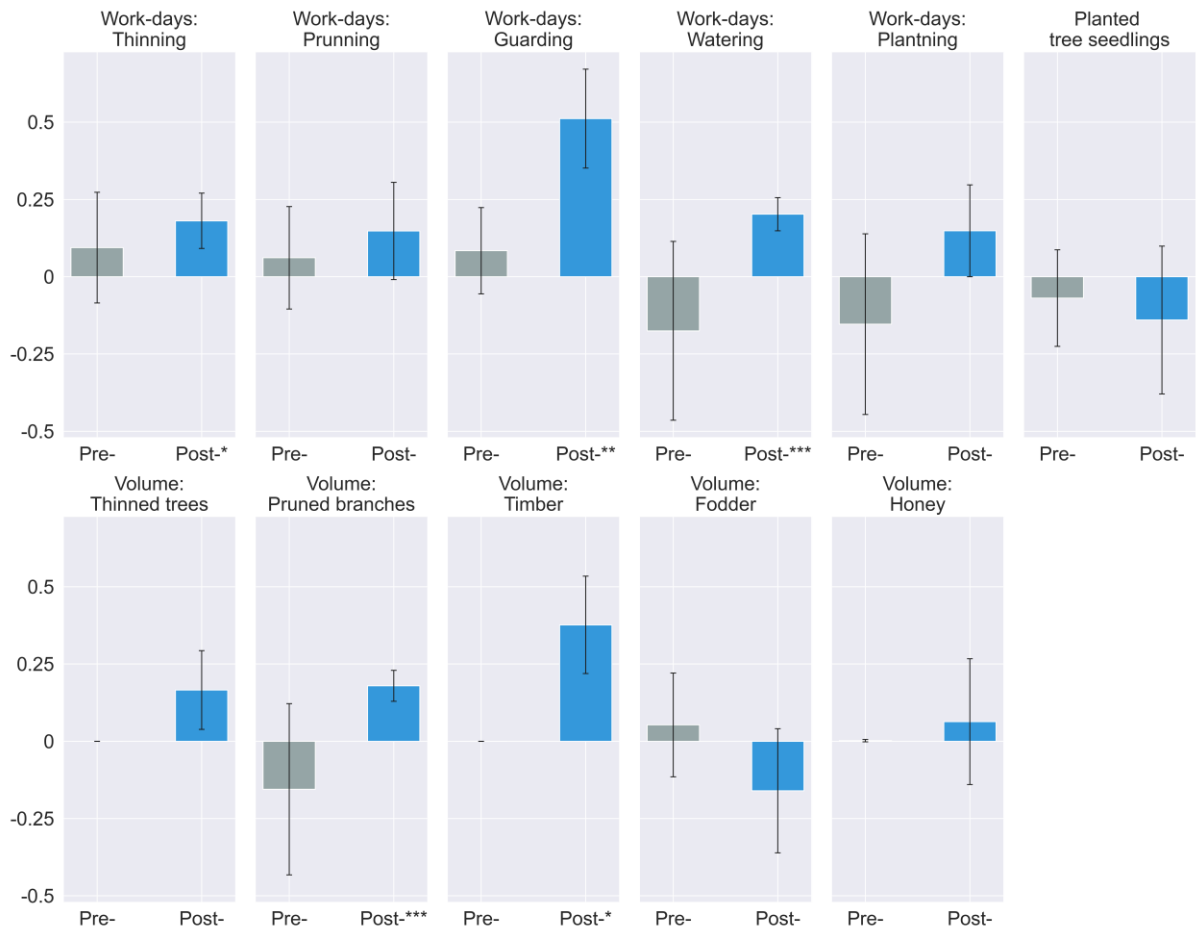 Work-days:
Thinning
Work-days:
Prunning
Work-days:
Guarding
Work-days:
Watering
Work-days:
Plantning
Planted
tree seedlings
0.5
0.25
0
-0.25
-0.5
Pre-
Post-*
Pre-
Post-
Pre-
Post-**
Pre-
Post-***
Pre-
Post-
Pre-
Post-
Volume:
Thinned trees
Volume:
Pruned branches
Volume:
Timber
Volume:
Fodder
Volume:
Honey
0.5
0.25
0
-0.25
-0.5
Pre-
Post-
Pre-
Post-***
Pre-
Post-*
Pre-
Post-
Pre-
Post-